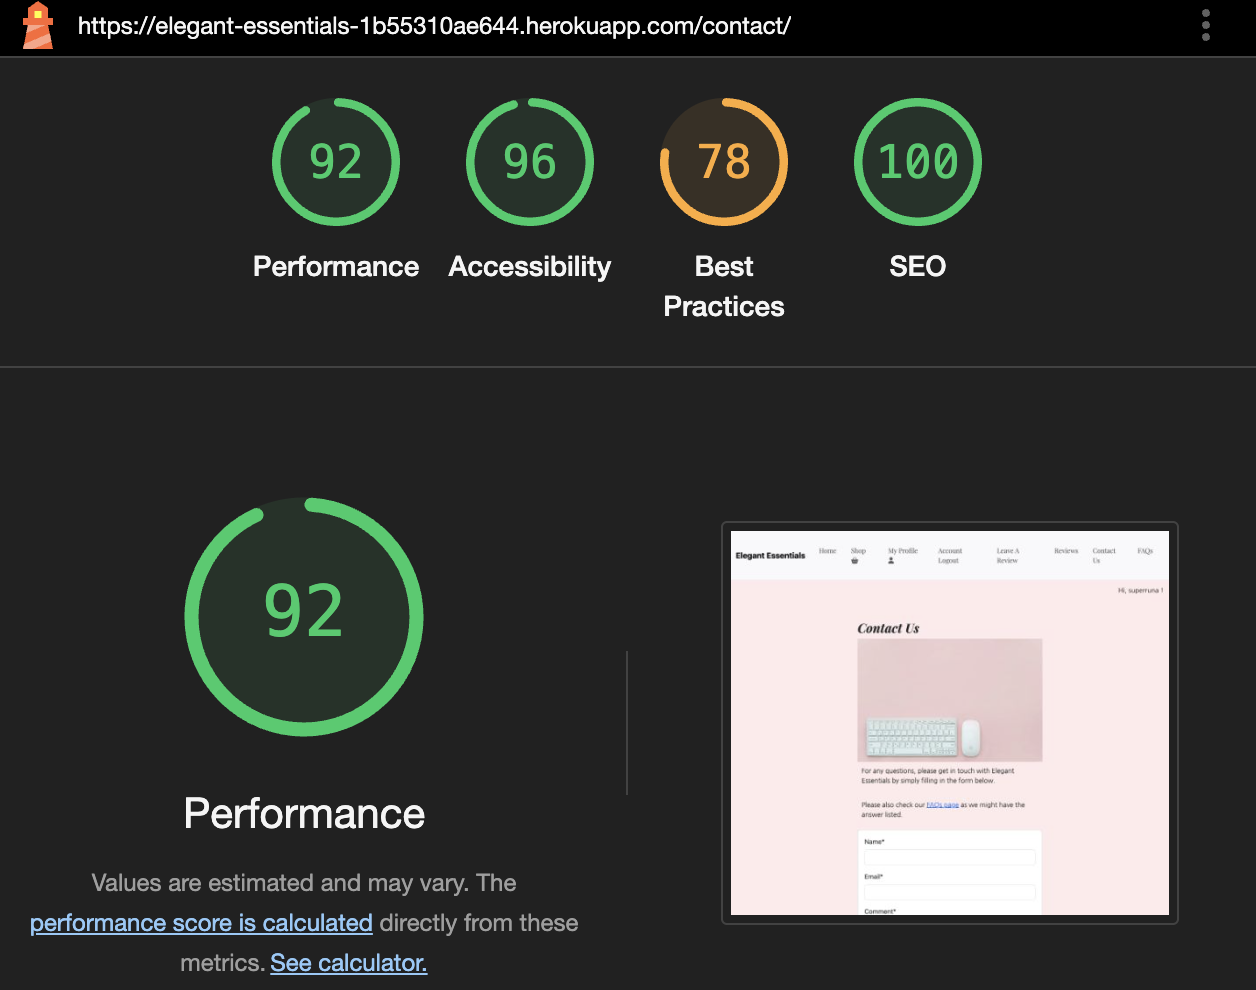 https://elegant-essentials-1b55310ae644.herokuapp.com/contact/
92
96
78
100
Performance
Accessibility
Best
Practices
SEO
92
Performance
Values are estimated and may vary. The
performance score is calculated directly from these
metrics. See calculator.
Elegant Essentials
Home
Shop
My Profile
Account
Logout
Leave A
Review
Reviews
Contact
Us
FAQs
Hi, superruna !
Contact Us
For any questions, please get in touch with Elegant
Essentials by simply filling in the form below.
Please also check our FAQs page as we might have the
answer listed.
Name*
Email*
Comment*